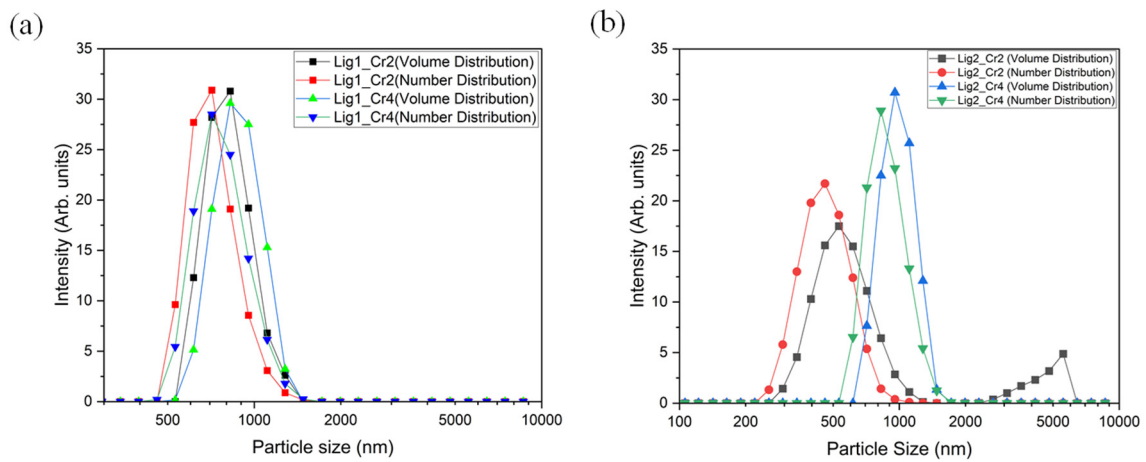 (a)
Lig1_Cr2(Volume Distribution)
Lig1_Cr2(Number Distribution)
Lig1_Cr4(Volume Distribution)
Lig1_Cr4(Number Distribution)
35
30
25
20
15
10
5
0
Intensity (Arb. units)
500 1000 2000 5000 10000
Particle size (nm)
(b)
Lig2_Cr2 (Volume Distribution)
Lig2_Cr2 (Number Distribution)
Lig2_Cr4 (Volume Distribution)
Lig2_Cr4 (Number Distribution)
35
30
25
20
15
10
5
0
Intensity (Arb. units)
100 200 500 1000 2000 5000 10000
Particle Size (nm)